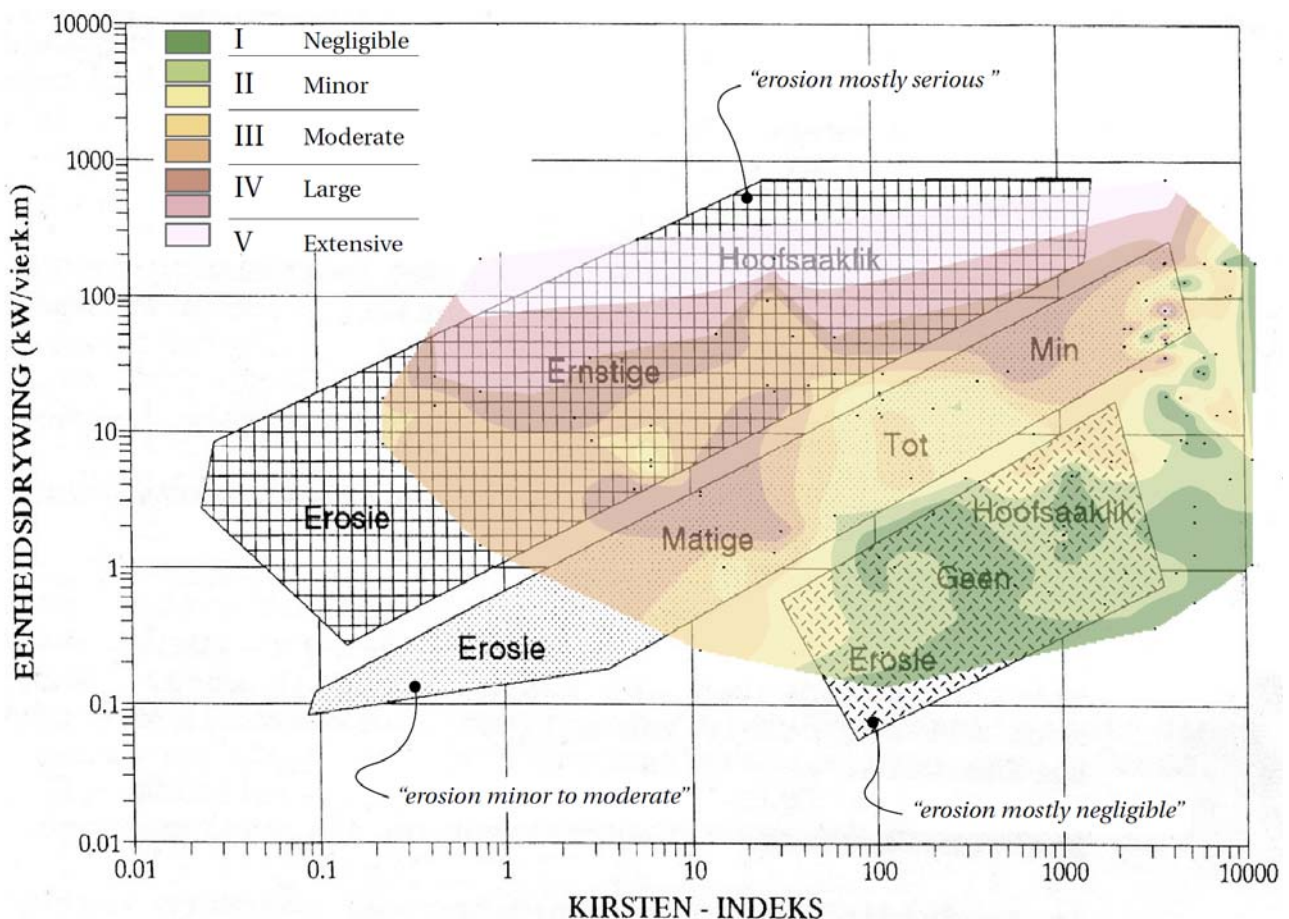 10000
1000
100
10
1
0.1
0.01
EENHEIDSDRYWING (kW/vierk.m)
I Negligible
II Minor
III Moderate
IV Large
V Extensive
"erosion mostly serious "
Hoofsaaklik
Ernstige
Erosie
Min
Tot
Matige
Erosie
Hoofsaaklik
Geen
Erosie
"erosion minor to moderate"
"erosion mostly negligible"
0.01 0.1 1 10 100 1000 10000
KIRSTEN - INDEKS